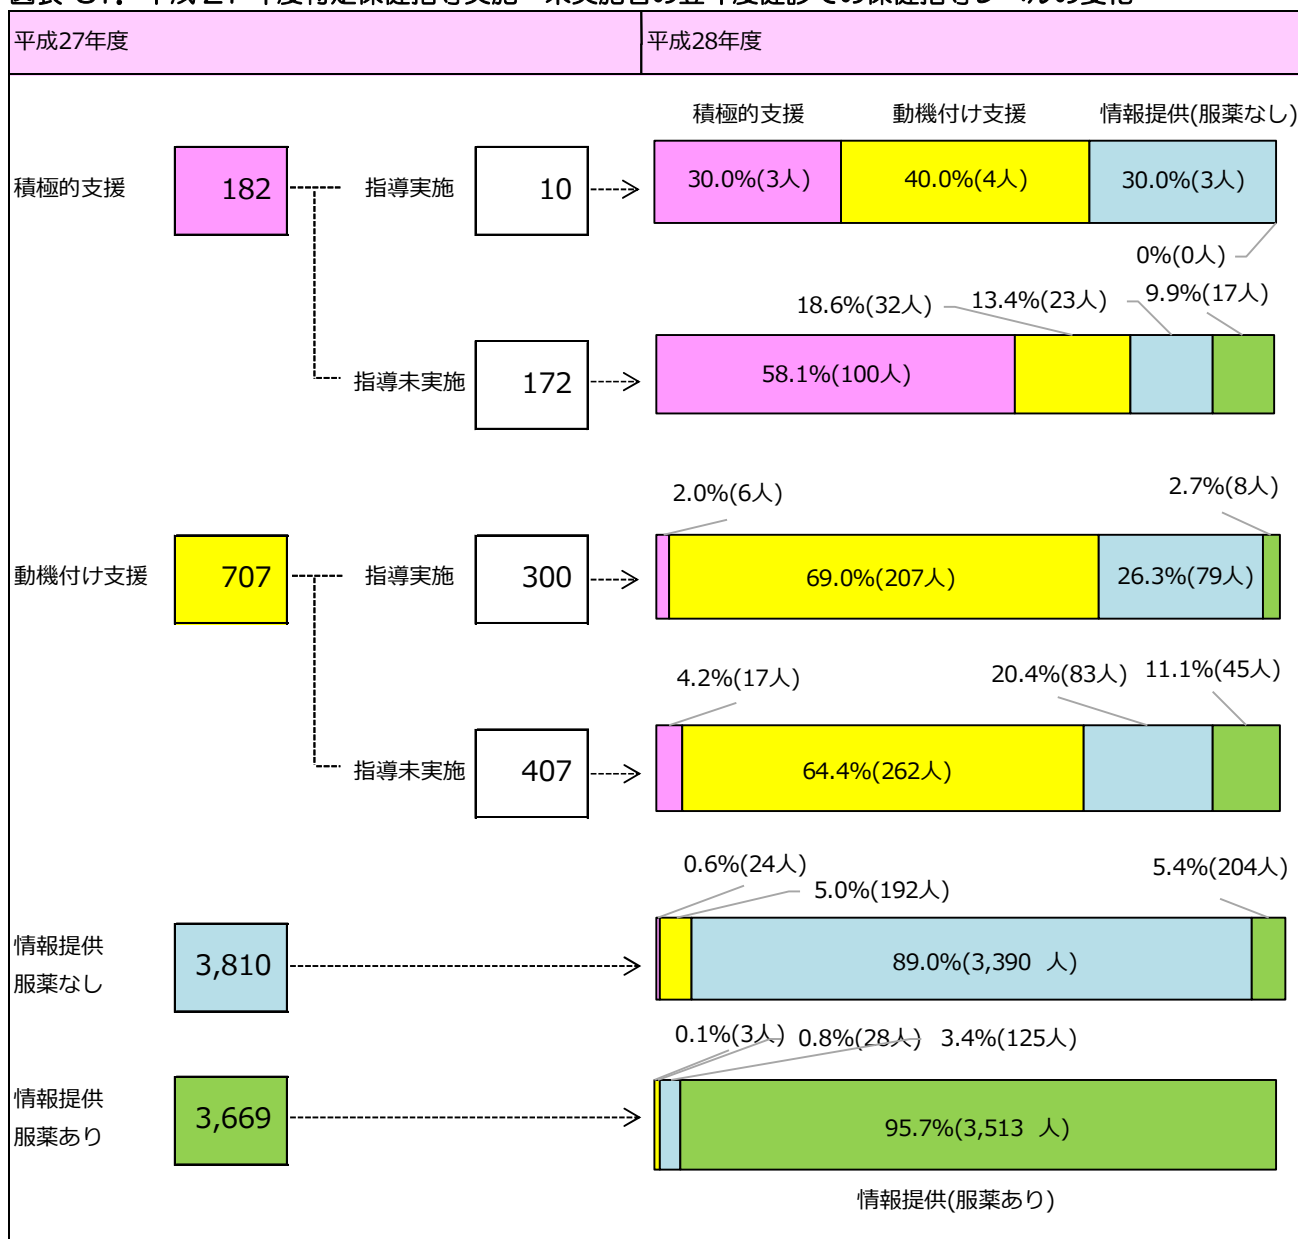 平成27年度 平成28年度
積極的支援 動機付け支援 情報提供(服薬なし)
積極的支援 182 指導実施 10 30.0%(3人) 40.0%(4人) 30.0%(3人)
0%(0人)
18.6%(32人) 13.4%(23人) 9.9%(17人)
指導未実施 172 58.1%(100人)
2.0%(6人) 2.7%(8人)
動機付け支援 707 指導実施 300 69.0%(207人) 26.3%(79人)
4.2%(17人) 20.4%(83人) 11.1%(45人)
指導未実施 407 64.4%(262人)
0.6%(24人) 5.4%(204人)
5.0%(192人)
情報提供
服薬なし 3,810 89.0%(3,390 人)
0.1%(3人) 0.8%(28人) 3.4%(125人)
情報提供
服薬あり 3,669 95.7%(3,513 人)
情報提供(服薬あり)